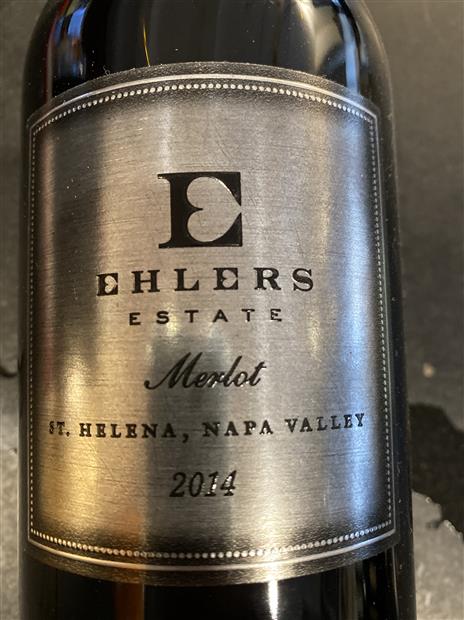 E
EHLERS
ESTATE
Merlot
ST. HELENA, NAPA VALLEY
2014